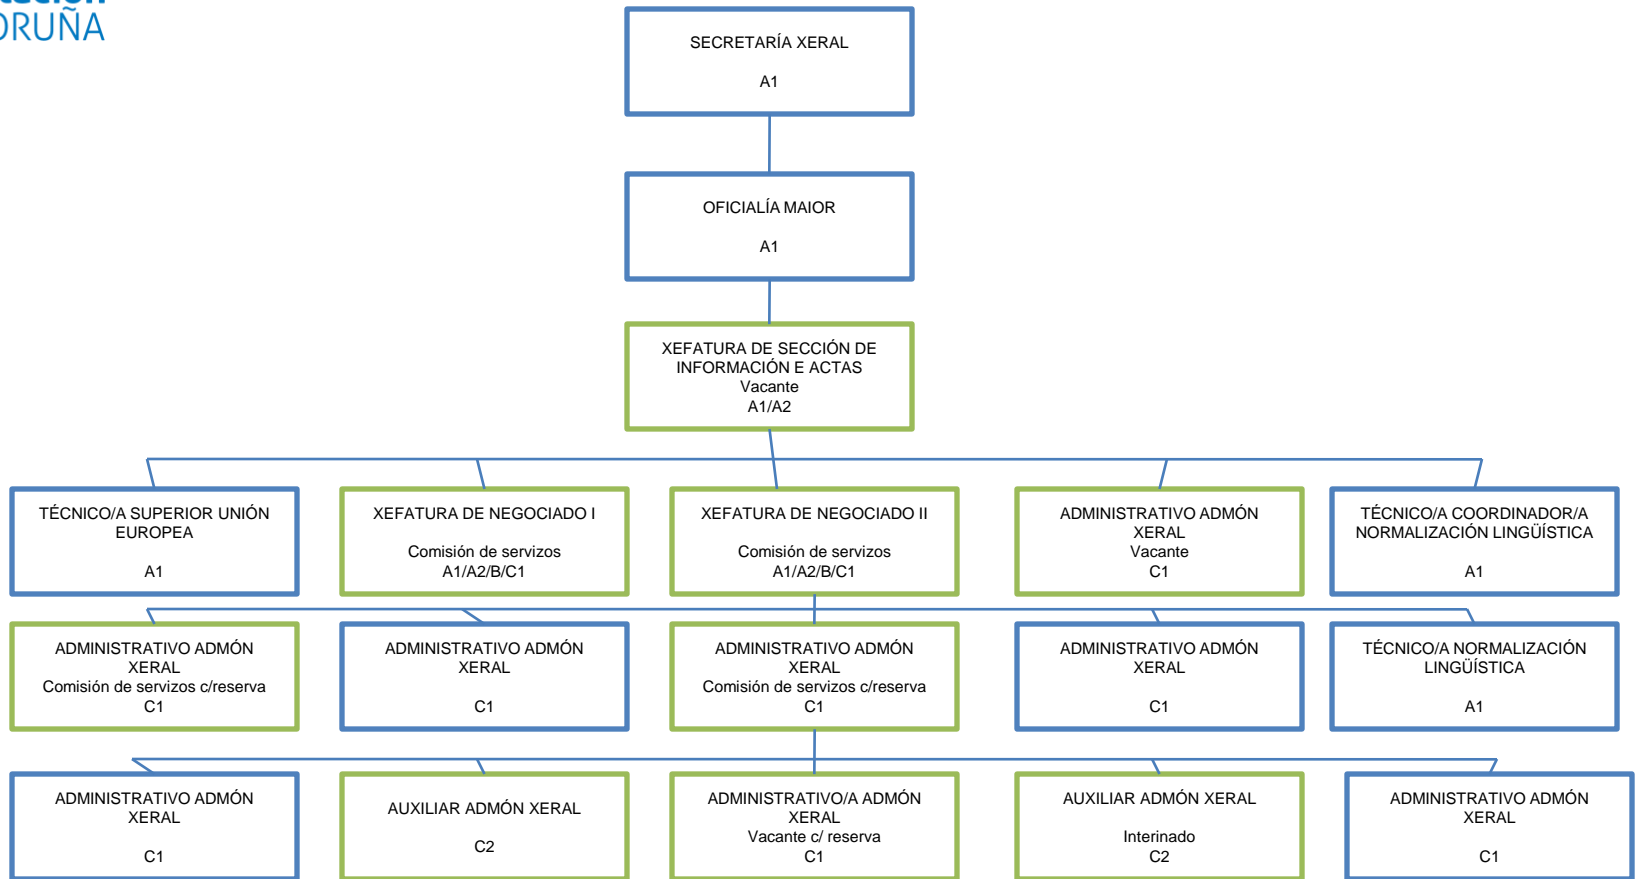 ORUÑA
SECRETARÍA XERAL
A1
OFICIALÍA MAIOR
A1
XEFATURA DE SECCIÓN DE
INFORMACIÓN E ACTAS
Vacante
A1/A2
TÉCNICO/A SUPERIOR UNIÓN
EUROPEA
A1
XEFATURA DE NEGOCIADO I
Comisión de servizos
A1/A2/B/C1
XEFATURA DE NEGOCIADO II
Comisión de servizos
A1/A2/B/C1
ADMINISTRATIVO ADMÓN
XERAL
Vacante
C1
TÉCNICO/A COORDINADOR/A
NORMALIZACIÓN LINGÜÍSTICA
A1
ADMINISTRATIVO ADMÓN
XERAL
Comisión de servizos c/reserva
C1
ADMINISTRATIVO ADMÓN
XERAL
C1
ADMINISTRATIVO ADMÓN
XERAL
Comisión de servizos c/reserva
C1
ADMINISTRATIVO ADMÓN
XERAL
C1
TÉCNICO/A NORMALIZACIÓN
LINGÜÍSTICA
A1
ADMINISTRATIVO ADMÓN
XERAL
C1
AUXILIAR ADMÓN XERAL
C2
ADMINISTRATIVO/A ADMÓN
XERAL
Vacante c/ reserva
C1
AUXILIAR ADMÓN XERAL
Interinado
C2
ADMINISTRATIVO ADMÓN
XERAL
C1